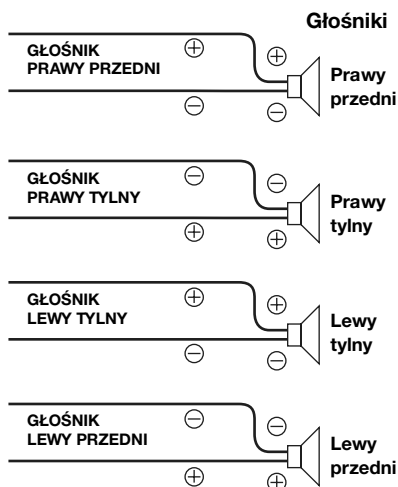 Głośniki
GŁOŚNIK
PRAWY PRZEDNI
⊕
⊕
⊖
⊖
Prawy
przedni
GŁOŚNIK
PRAWY TYLNY
⊖
⊖
⊕
⊕
Prawy
tylny
GŁOŚNIK
LEWY TYLNY
⊕
⊕
⊖
⊖
Lewy
tylny
GŁOŚNIK
LEWY PRZEDNI
⊖
⊖
⊕
⊕
Lewy
przedni